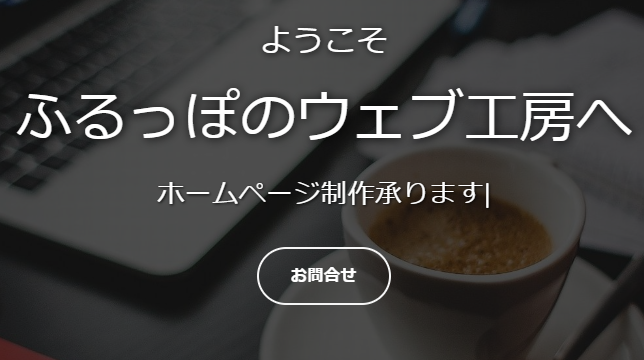 ようこそ
ふるっぽのウェブ工房へ
ホームページ制作承ります|
お問合せ